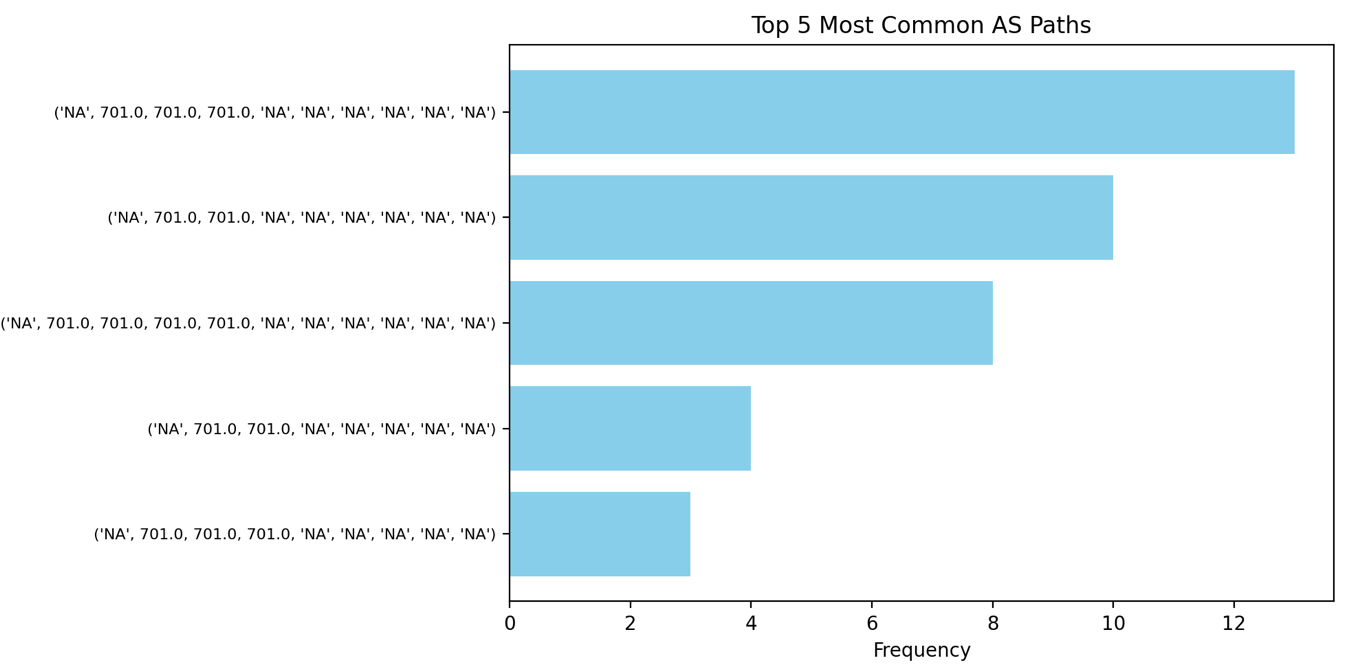 Top 5 Most Common AS Paths
('NA', 701.0, 701.0, 701.0, 'NA', 'NA', 'NA', 'NA', 'NA', 'NA')
('NA', 701.0, 701.0, 'NA', 'NA', 'NA', 'NA', 'NA', 'NA')
('NA', 701.0, 701.0, 701.0, 701.0, 'NA', 'NA', 'NA', 'NA', 'NA', 'NA')
('NA', 701.0, 701.0, 'NA', 'NA', 'NA', 'NA', 'NA')
('NA', 701.0, 701.0, 701.0, 'NA', 'NA', 'NA', 'NA', 'NA')
0 2 4 6 8 10 12
Frequency